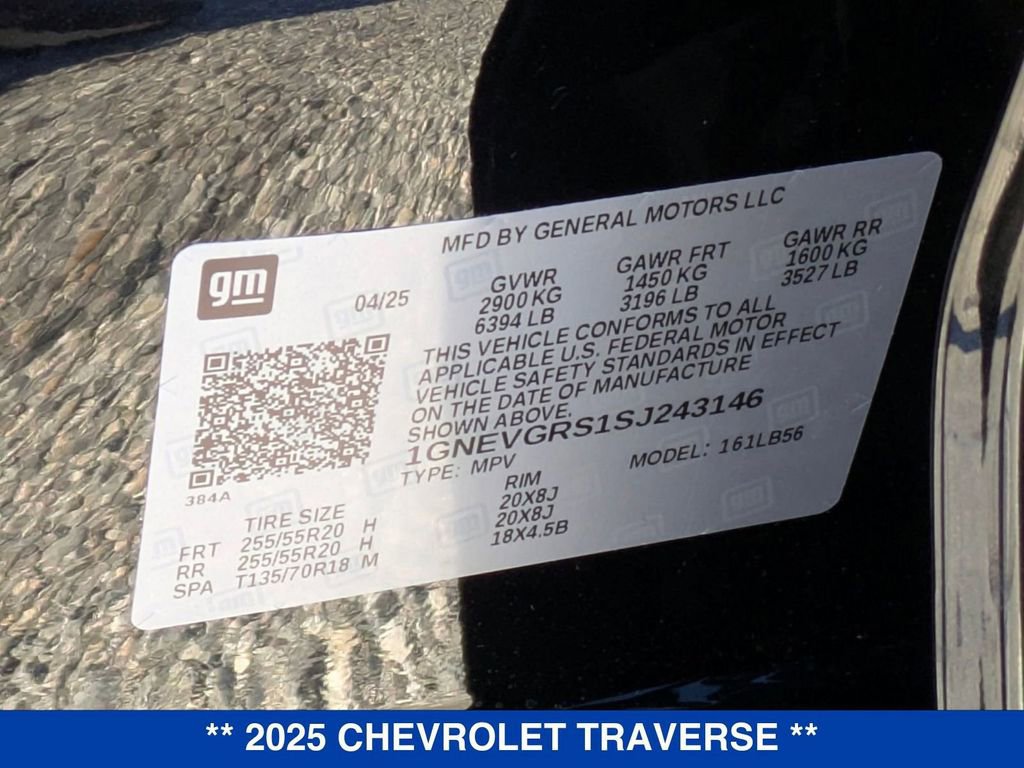 MFD BY GENERAL MOTORS LLC
gm
04/25
GVWR
2900 KG
6394 LB
GAWR FRT
1450 KG
3196 LB
GAWR RR
1600 KG
3527 LB
THIS VEHICLE CONFORMS TO ALL
APPLICABLE U.S. FEDERAL MOTOR
VEHICLE SAFETY STANDARDS IN EFFECT
ON THE DATE OF MANUFACTURE
SHOWN ABOVE.
1GNEVGRS1SJ243146
TYPE: MPV
MODEL: 161LB56
384A
TIRE SIZE RIM
FRT 255/55R20 H 20X8J
RR 255/55R20 H 20X8J
SPA T135/70R18 M 18X4.5B
** 2025 CHEVROLET TRAVERSE **